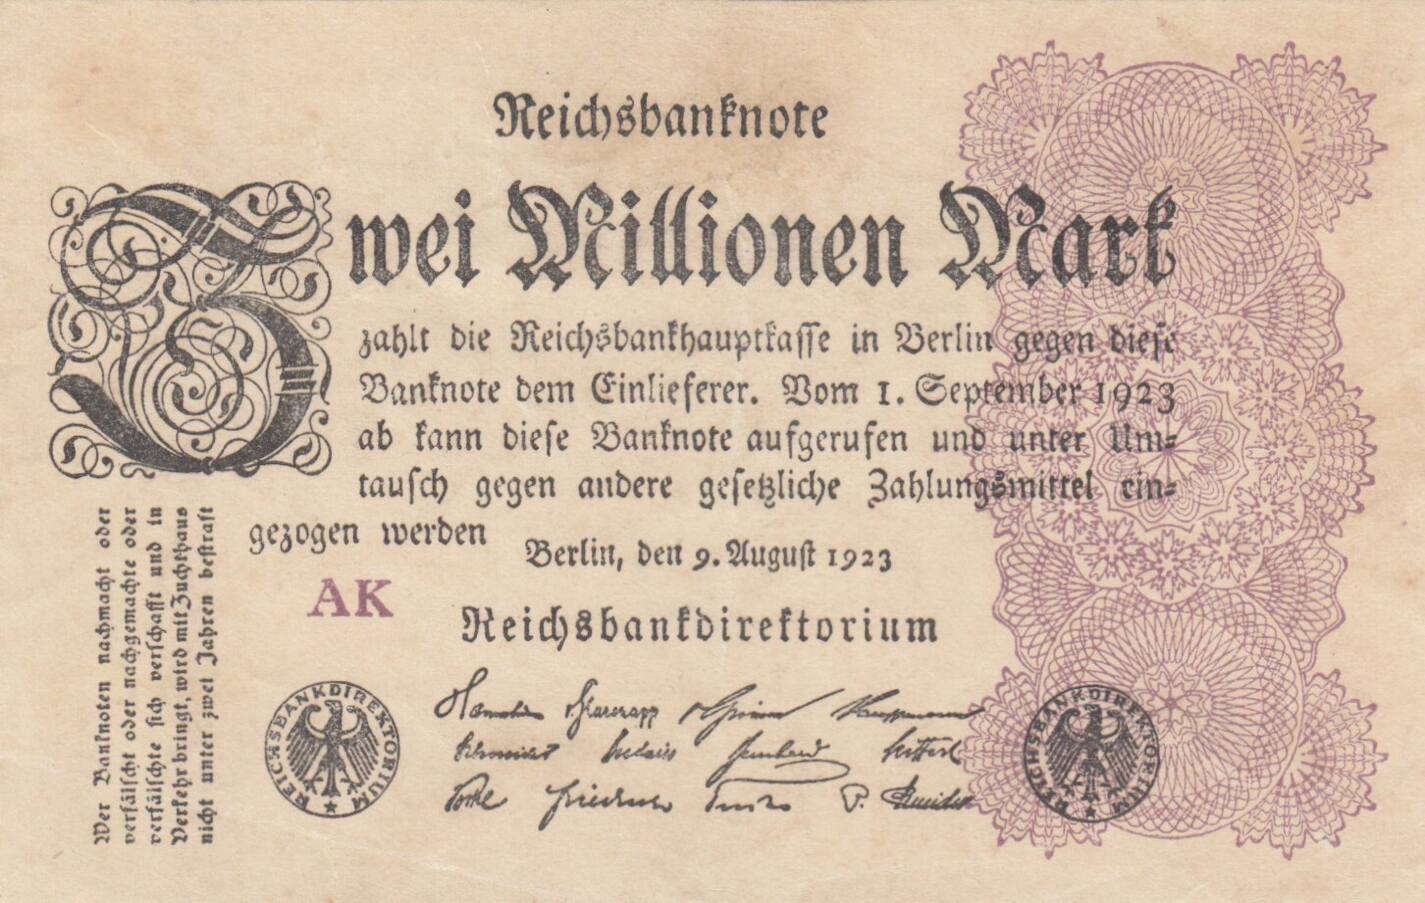 Reichsbanknote
Zwei Millionen Mark
zahlt die Reichsbankhauptkasse in Berlin gegen diese
Banknote dem Einlieferer. Vom 1. September 1923
ab kann diese Banknote aufgerufen und unter Um-
tausch gegen andere gesetzliche Zahlungsmittel ein-
gezogen werden
Berlin, den 9. August 1923
AK
Reichsbankdirektorium
Wer Banknoten nachmacht oder
verfälscht oder nachgemachte oder
verfälschte sich verschafft und in
Verkehr bringt, wird mit Zuchthaus
nicht unter zwei Jahren bestraft
REICHSBANKDIREKTORIUM
REICHSBANKDIREKTORIUM